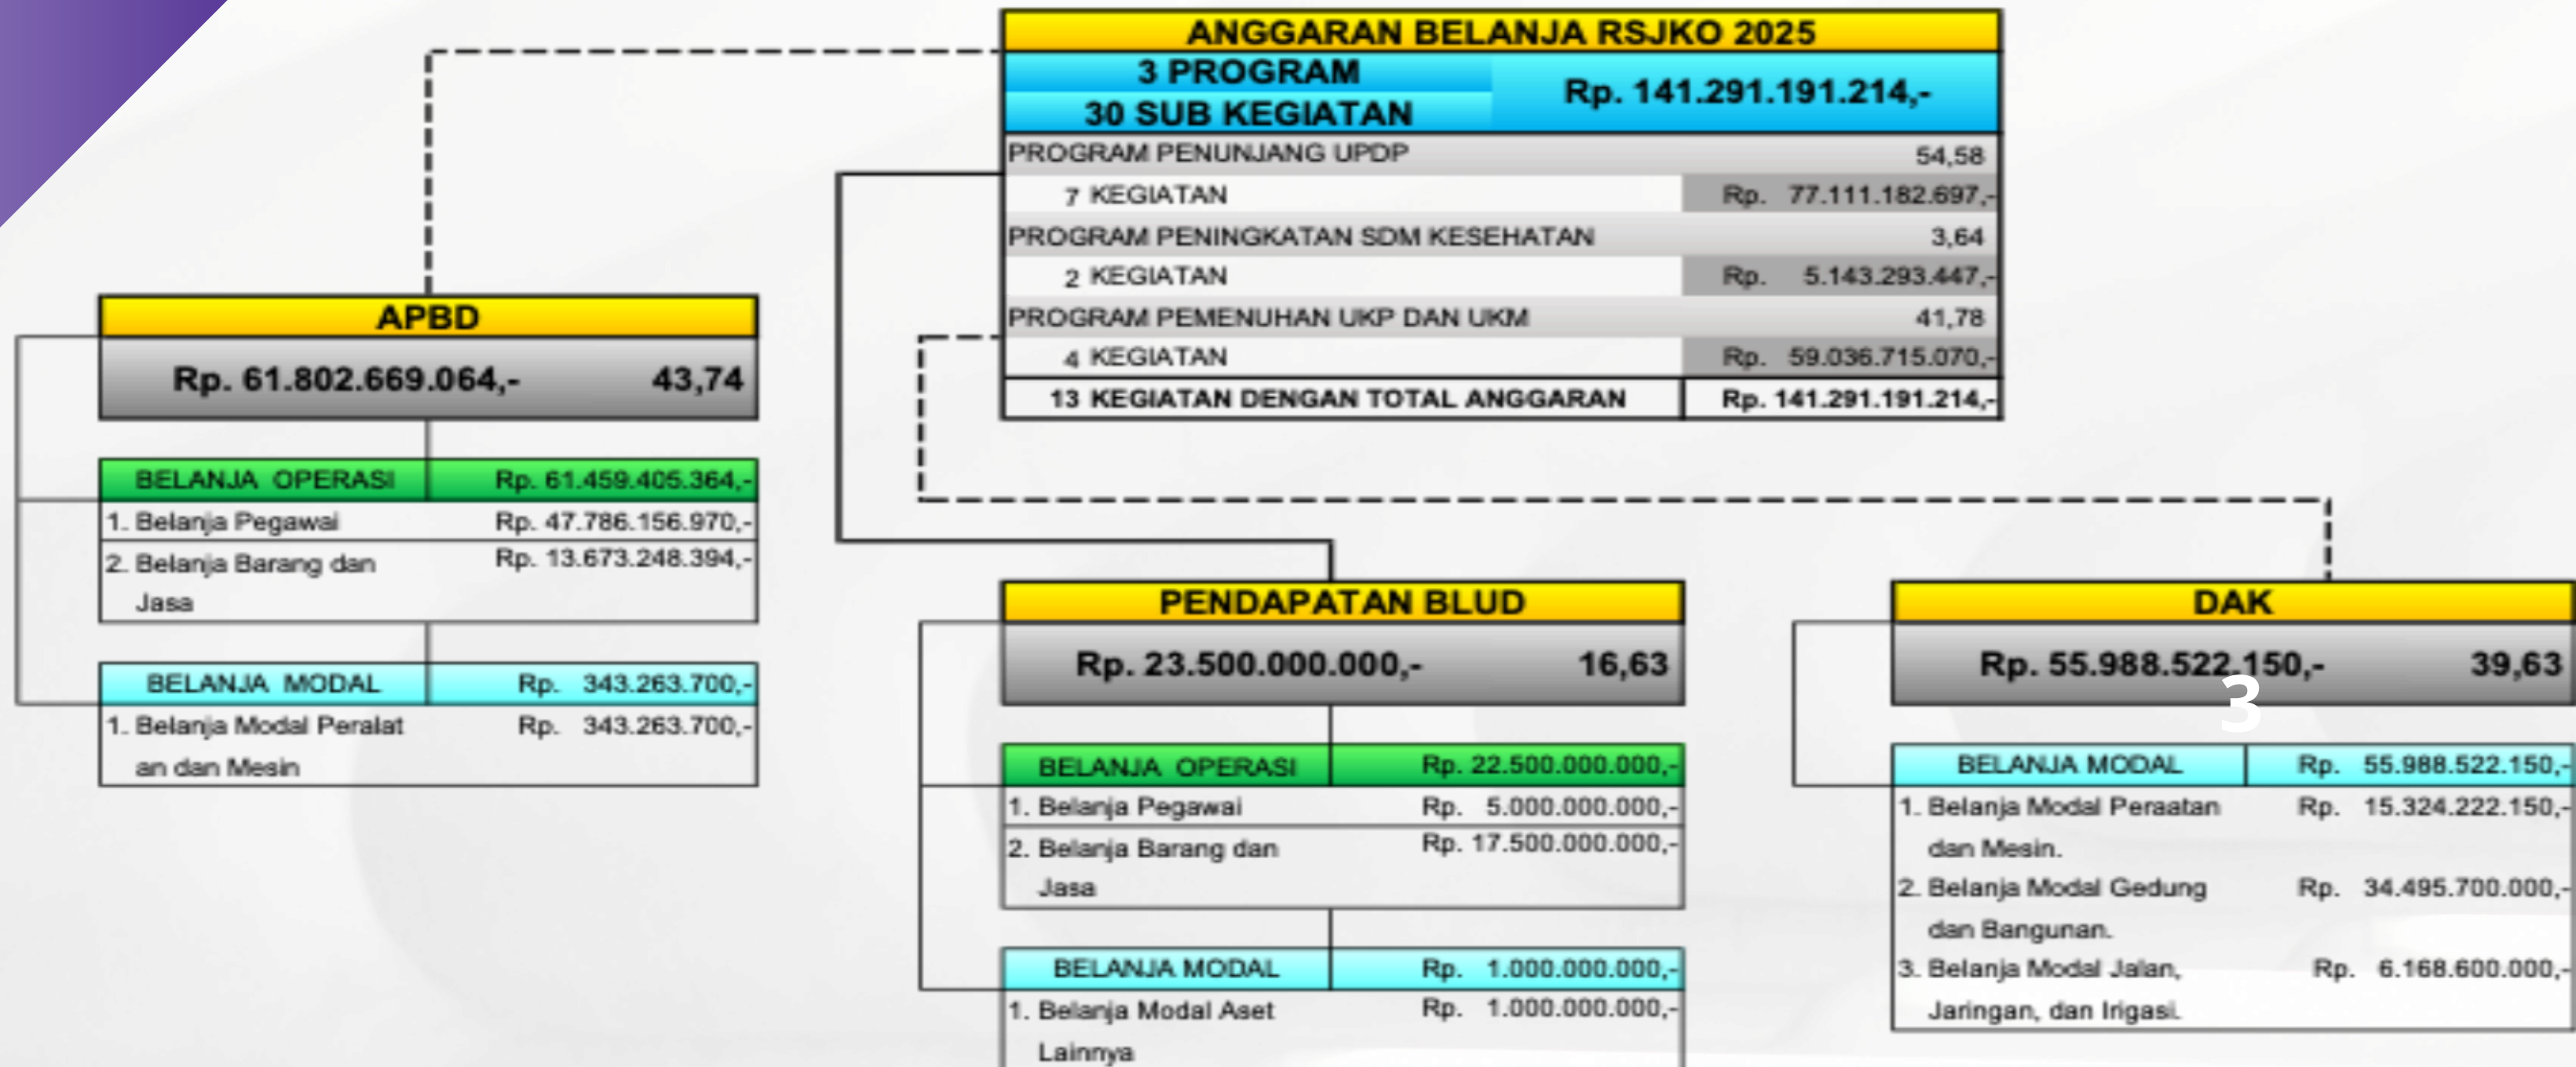 ANGGARAN BELANJA RSJKO 2025
3 PROGRAM
30 SUB KEGIATAN
Rp. 141.291.191.214,-
PROGRAM PENUNJANG UPDP 54,58
7 KEGIATAN Rp. 77.111.182.697,-
PROGRAM PENINGKATAN SDM KESEHATAN 3,64
2 KEGIATAN Rp. 5.143.293.447,-
PROGRAM PEMENUHAN UKP DAN UKM 41,78
4 KEGIATAN Rp. 59.036.715.070,-
13 KEGIATAN DENGAN TOTAL ANGGARAN Rp. 141.291.191.214,-
APBD
Rp. 61.802.669.064,- 43,74
BELANJA OPERASI Rp. 61.459.405.364,-
1. Belanja Pegawai Rp. 47.786.156.970,-
2. Belanja Barang dan Rp. 13.673.248.394,-
Jasa
BELANJA MODAL Rp. 343.263.700,-
1. Belanja Modal Peralat Rp. 343.263.700,-
an dan Mesin
PENDAPATAN BLUD
Rp. 23.500.000.000,- 16,63
BELANJA OPERASI Rp. 22.500.000.000,-
1. Belanja Pegawai Rp. 5.000.000.000,-
2. Belanja Barang dan Rp. 17.500.000.000,-
Jasa
BELANJA MODAL Rp. 1.000.000.000,-
1. Belanja Modal Aset Rp. 1.000.000.000,-
Lainnya
DAK
Rp. 55.988.522.150,- 39,63
3
BELANJA MODAL Rp. 55.988.522.150,-
1. Belanja Modal Peraatan Rp. 15.324.222.150,-
dan Mesin.
2. Belanja Modal Gedung Rp. 34.495.700.000,-
dan Bangunan.
3. Belanja Modal Jalan, Rp. 6.168.600.000,-
Jaringan, dan Irigasi.